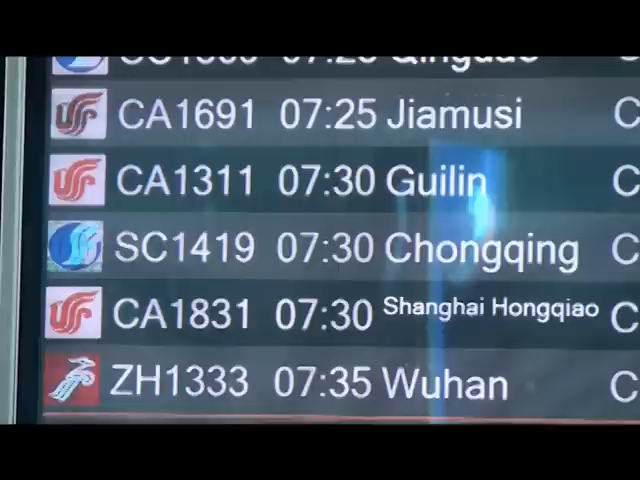 Qingdao
CA1691 07:25 Jiamusi C
CA1311 07:30 Guilin C
SC1419 07:30 Chongqing C
CA1831 07:30 Shanghai Hongqiao C
ZH1333 07:35 Wuhan C